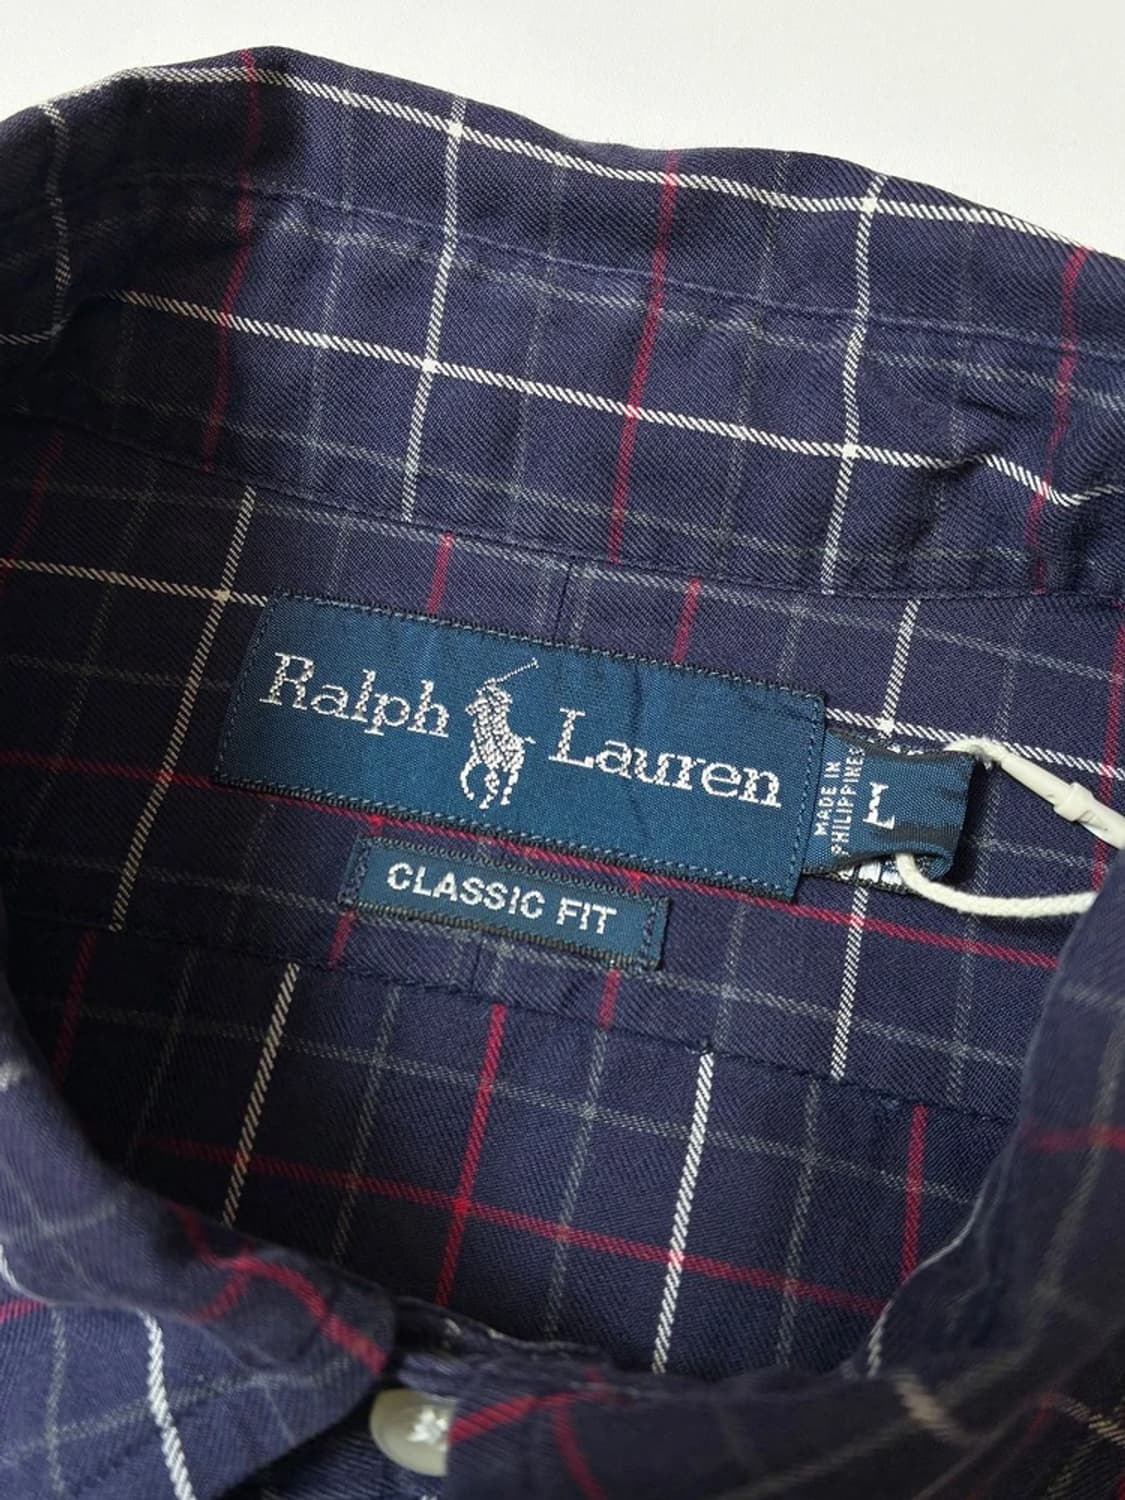 Ralph Lauren
MADE IN
PHILIPPINES
L
CLASSIC FIT